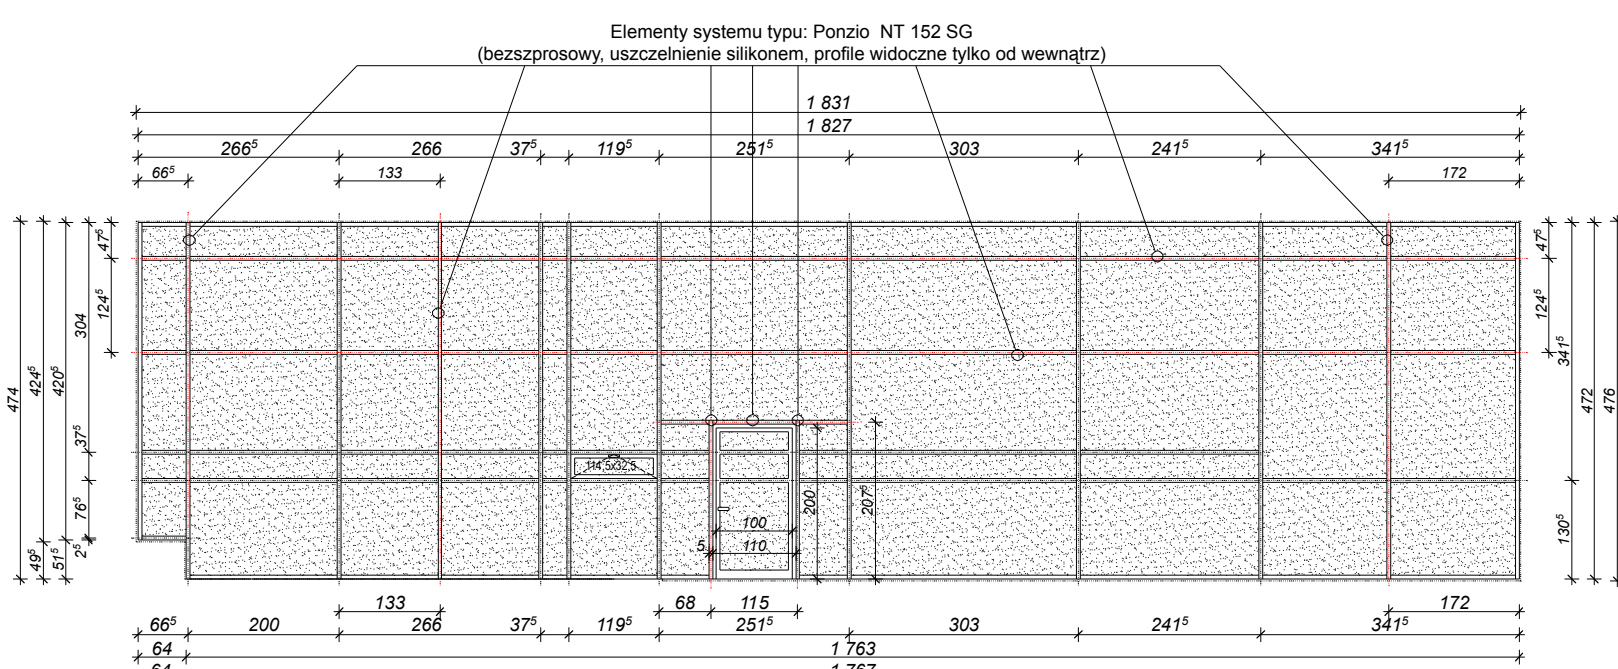 Elementy systemu typu: Ponzio NT 152 SG
(bezszprosowy, uszczelnienie silikonem, profile widoczne tylko od wewnątrz)
1 831
1 827
266⁵ 266 37⁵ 119⁵ 251⁵ 303 241⁵ 341⁵
66⁵ 133 172
474
424⁵
49⁵
420⁵
51⁵
304
37⁵
76⁵
2⁵
47⁵
124⁵
114,5x32,5
200
207⁵
100
5
110
47⁵
124⁵
341⁵
130⁵
472
476
133 68 115 172
66⁵ 200 266 37⁵ 119⁵ 251⁵ 303 241⁵ 341⁵
64 1 763
64 1 767